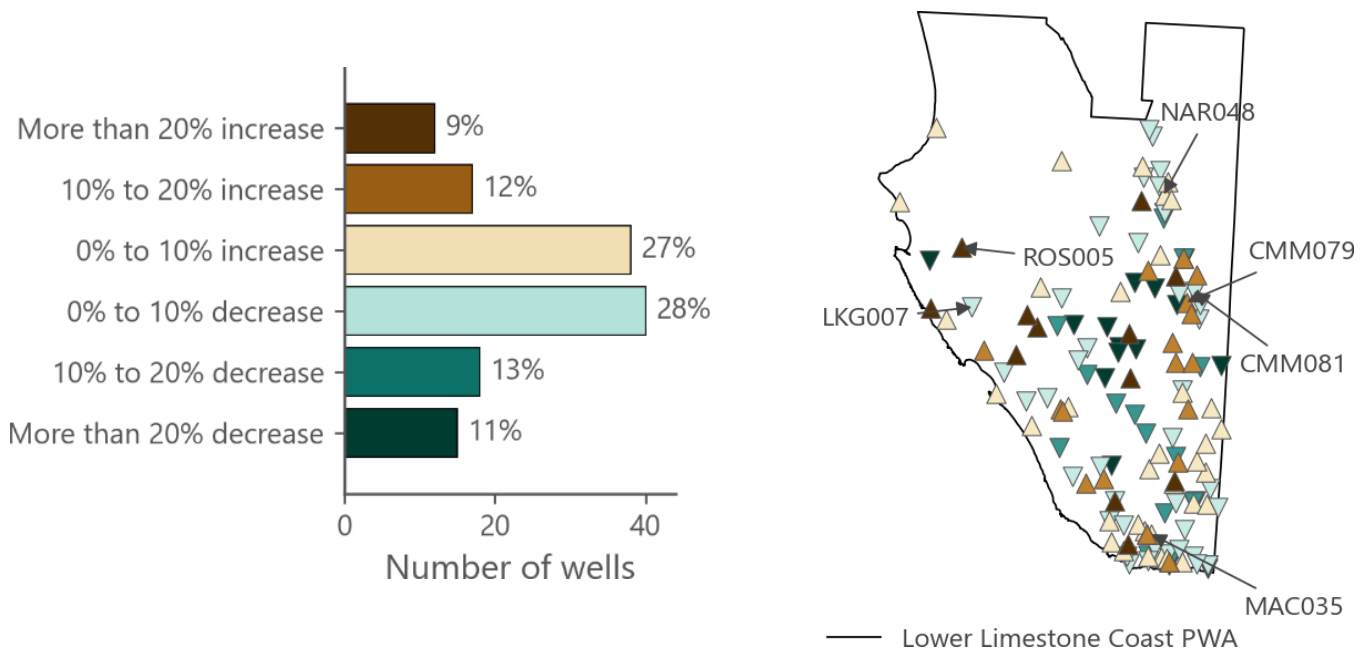 More than 20% increase
9%
10% to 20% increase
12%
0% to 10% increase
27%
0% to 10% decrease
28%
10% to 20% decrease
13%
More than 20% decrease
11%
0
20
40
Number of wells
NAR048
CMM079
ROS005
LKG007
CMM081
MAC035
Lower Limestone Coast PWA